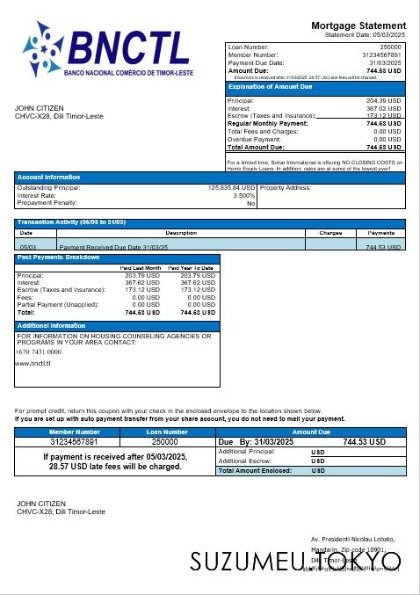 BNCTL
BANCO NACIONAL COMÉRCIO DE TIMOR-LESTE
Mortgage Statement
Statement Date: 05/03/2025
Loan Number: 250000
Member Number: 31234567891
Payment Due Date: 31/03/2025
Amount Due: 744.53 USD
If payment is received after 31/03/2025, 28.57 USD late fees will be charged.
JOHN CITIZEN
CHVC-X28, Dili Timor-Leste
Explanation of Amount Due
Principal: 204.39 USD
Interest: 367.02 USD
Escrow (Taxes and Insurance): 173.12 USD
Regular Monthly Payment: 744.53 USD
Total Fees and Charges: 0.00 USD
Overdue Payment: 0.00 USD
Total Amount Due: 744.53 USD
For a limited time, Sohar International is offering NO CLOSING COSTS on
Home Equity Loans. In addition, rates are at some of the lowest ever!
Account Information
Outstanding Principal: 125,835.84 USD Property Address:
Interest Rate: 3.500%
Prepayment Penalty: No
Transaction Activity (05/03 to 31/03)
Date Description Charges Payments
05/03 Payment Received Due Date 31/03/25 744.53 USD
Past Payments Breakdown
Paid Last Month Paid Year To Date
Principal: 203.79 USD 203.79 USD
Interest: 367.62 USD 367.62 USD
Escrow (Taxes and Insurance): 173.12 USD 173.12 USD
Fees: 0.00 USD 0.00 USD
Partial Payment (Unapplied): 0.00 USD 0.00 USD
Total: 744.53 USD 744.53 USD
Additional Information
FOR INFORMATION ON HOUSING COUNSELING AGENCIES OR
PROGRAMS IN YOUR AREA CONTACT:
+670 7431 0000
www.bnctl.tl
For prompt credit, return this coupon with your check in the enclosed envelope to the location shown below.
If you are set up with auto payment transfer from your share account, you do not need to mail your payment.
Member Number Loan Number Amount Due
31234567891 250000 Due By: 31/03/2025 744.53 USD
If payment is received after 05/03/2025,
28.57 USD late fees will be charged.
Additional Principal: USD
Additional Escrow: USD
Total Amount Enclosed: USD
JOHN CITIZEN
CHVC-X28, Dili Timor-Leste
Av. Presidenti Nicolau Lobato,
Mandarin, Zip code 10901,
Dili Timor-Leste
SUZUMEU.TOKYO